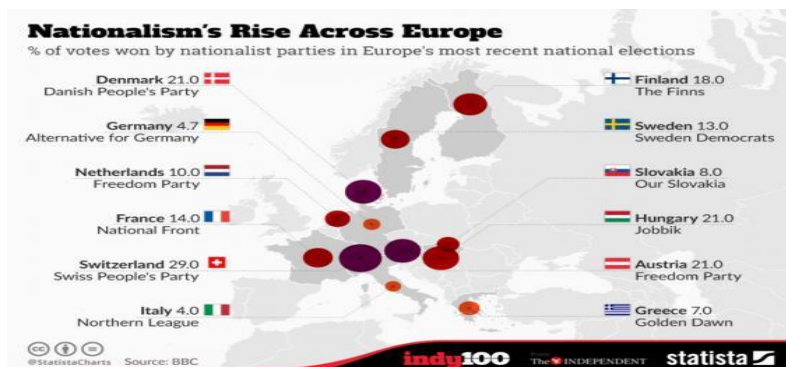 Nationalism's Rise Across Europe
% of votes won by nationalist parties in Europe's most recent national elections
Denmark 21.0
Danish People's Party
Germany 4.7
Alternative for Germany
Netherlands 10.0
Freedom Party
France 14.0
National Front
Switzerland 29.0
Swiss People's Party
Italy 4.0
Northern League
Finland 18.0
The Finns
Sweden 13.0
Sweden Democrats
Slovakia 8.0
Our Slovakia
Hungary 21.0
Jobbik
Austria 21.0
Freedom Party
Greece 7.0
Golden Dawn
@StatistaCharts Source: BBC
indy100
The INDEPENDENT
statista